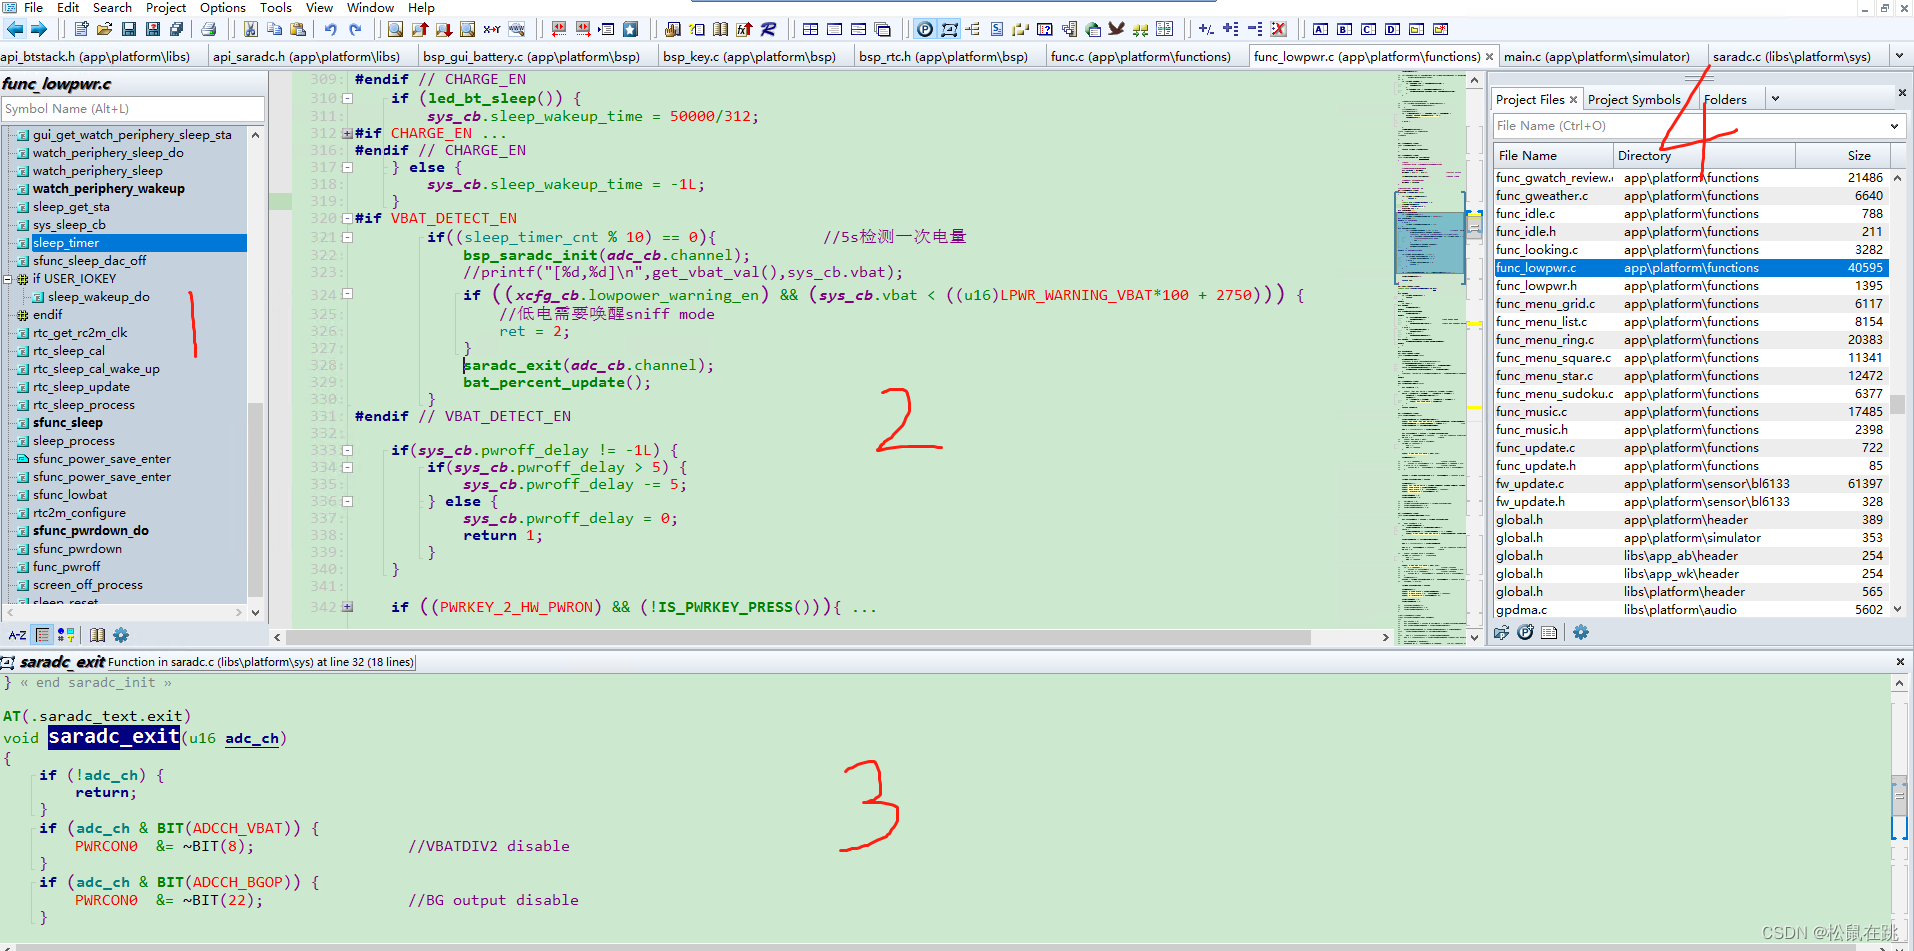 File Edit Search Project Options Tools View Window Help
api_btstack.h (app\platform\libs) api_saradc.h (app\platform\libs) bsp_gui_battery.c (app\platform\bsp) bsp_key.c (app\platform\bsp) bsp_rtc.h (app\platform\bsp) func.c (app\platform\functions) func_lowpwr.c (app\platform\functions) main.c (app\platform\simulator) saradc.c (libs\platform\sys)
func_lowpwr.c
Symbol Name (Alt+L)
gui_get_watch_periphery_sleep_sta
watch_periphery_sleep_do
watch_periphery_sleep
watch_periphery_wakeup
sleep_get_sta
sys_sleep_cb
sleep_timer
sfunc_sleep_dac_off
if USER_IOKEY
sleep_wakeup_do
endif
rtc_get_rc2m_clk
rtc_sleep_cal
rtc_sleep_cal_wake_up
rtc_sleep_update
rtc_sleep_process
sfunc_sleep
sleep_process
sfunc_power_save_enter
sfunc_power_save_enter
sfunc_lowbat
rtc2m_configure
sfunc_pwrdown_do
sfunc_pwrdown
func_pwroff
screen_off_process
sleep_reset
A-Z
1
309: #endif // CHARGE_EN
310: if (led_bt_sleep()) {
311: sys_cb.sleep_wakeup_time = 50000/312;
312: #if CHARGE_EN ...
316: #endif // CHARGE_EN
317: } else {
318: sys_cb.sleep_wakeup_time = -1L;
319: }
320: #if VBAT_DETECT_EN
321: if((sleep_timer_cnt % 10) == 0){ //5s检测一次电量
322: bsp_saradc_init(adc_cb.channel);
323: //printf("[%d,%d]\n",get_vbat_val(),sys_cb.vbat);
324: if ((xcfg_cb.lowpower_warning_en) && (sys_cb.vbat < ((u16)LPWR_WARNING_VBAT*100 + 2750))) {
325: //低电需要唤醒sniff mode
326: ret = 2;
327: }
328: saradc_exit(adc_cb.channel);
329: bat_percent_update();
330: }
331: #endif // VBAT_DETECT_EN
332:
333: if(sys_cb.pwroff_delay != -1L) {
334: if(sys_cb.pwroff_delay > 5) {
335: sys_cb.pwroff_delay -= 5;
336: } else {
337: sys_cb.pwroff_delay = 0;
338: return 1;
339: }
340: }
341:
342 if ((PWRKEY_2_HW_PWRON) && (!IS_PWRKEY_PRESS())){ ...
2
Project Files Project Symbols Folders
File Name (Ctrl+O)
File Name Directory Size
func_gwatch_review.c app\platform\functions 21486
func_gweather.c app\platform\functions 6640
func_idle.c app\platform\functions 788
func_idle.h app\platform\functions 211
func_looking.c app\platform\functions 3282
func_lowpwr.c app\platform\functions 40595
func_lowpwr.h app\platform\functions 1395
func_menu_grid.c app\platform\functions 6117
func_menu_list.c app\platform\functions 8154
func_menu_ring.c app\platform\functions 20383
func_menu_square.c app\platform\functions 11341
func_menu_star.c app\platform\functions 12472
func_menu_sudoku.c app\platform\functions 6377
func_music.c app\platform\functions 17485
func_music.h app\platform\functions 2398
func_update.c app\platform\functions 722
func_update.h app\platform\functions 85
fw_update.c app\platform\sensor\bl6133 61397
fw_update.h app\platform\sensor\bl6133 328
global.h app\platform\header 389
global.h app\platform\simulator 353
global.h libs\app_ab\header 254
global.h libs\app_wk\header 254
global.h libs\platform\header 565
gpdma.c libs\platform\audio 5602
4
saradc_exit Function in saradc.c (libs\platform\sys) at line 32 (18 lines)
} « end saradc_init »
AT(.saradc_text.exit)
void saradc_exit(u16 adc_ch)
{
if (!adc_ch) {
return;
}
if (adc_ch & BIT(ADCCH_VBAT)) {
PWRCON0 &= ~BIT(8); //VBATDIV2 disable
}
if (adc_ch & BIT(ADCCH_BGOP)) {
PWRCON0 &= ~BIT(22); //BG output disable
}
3
CSDN @松鼠在跳